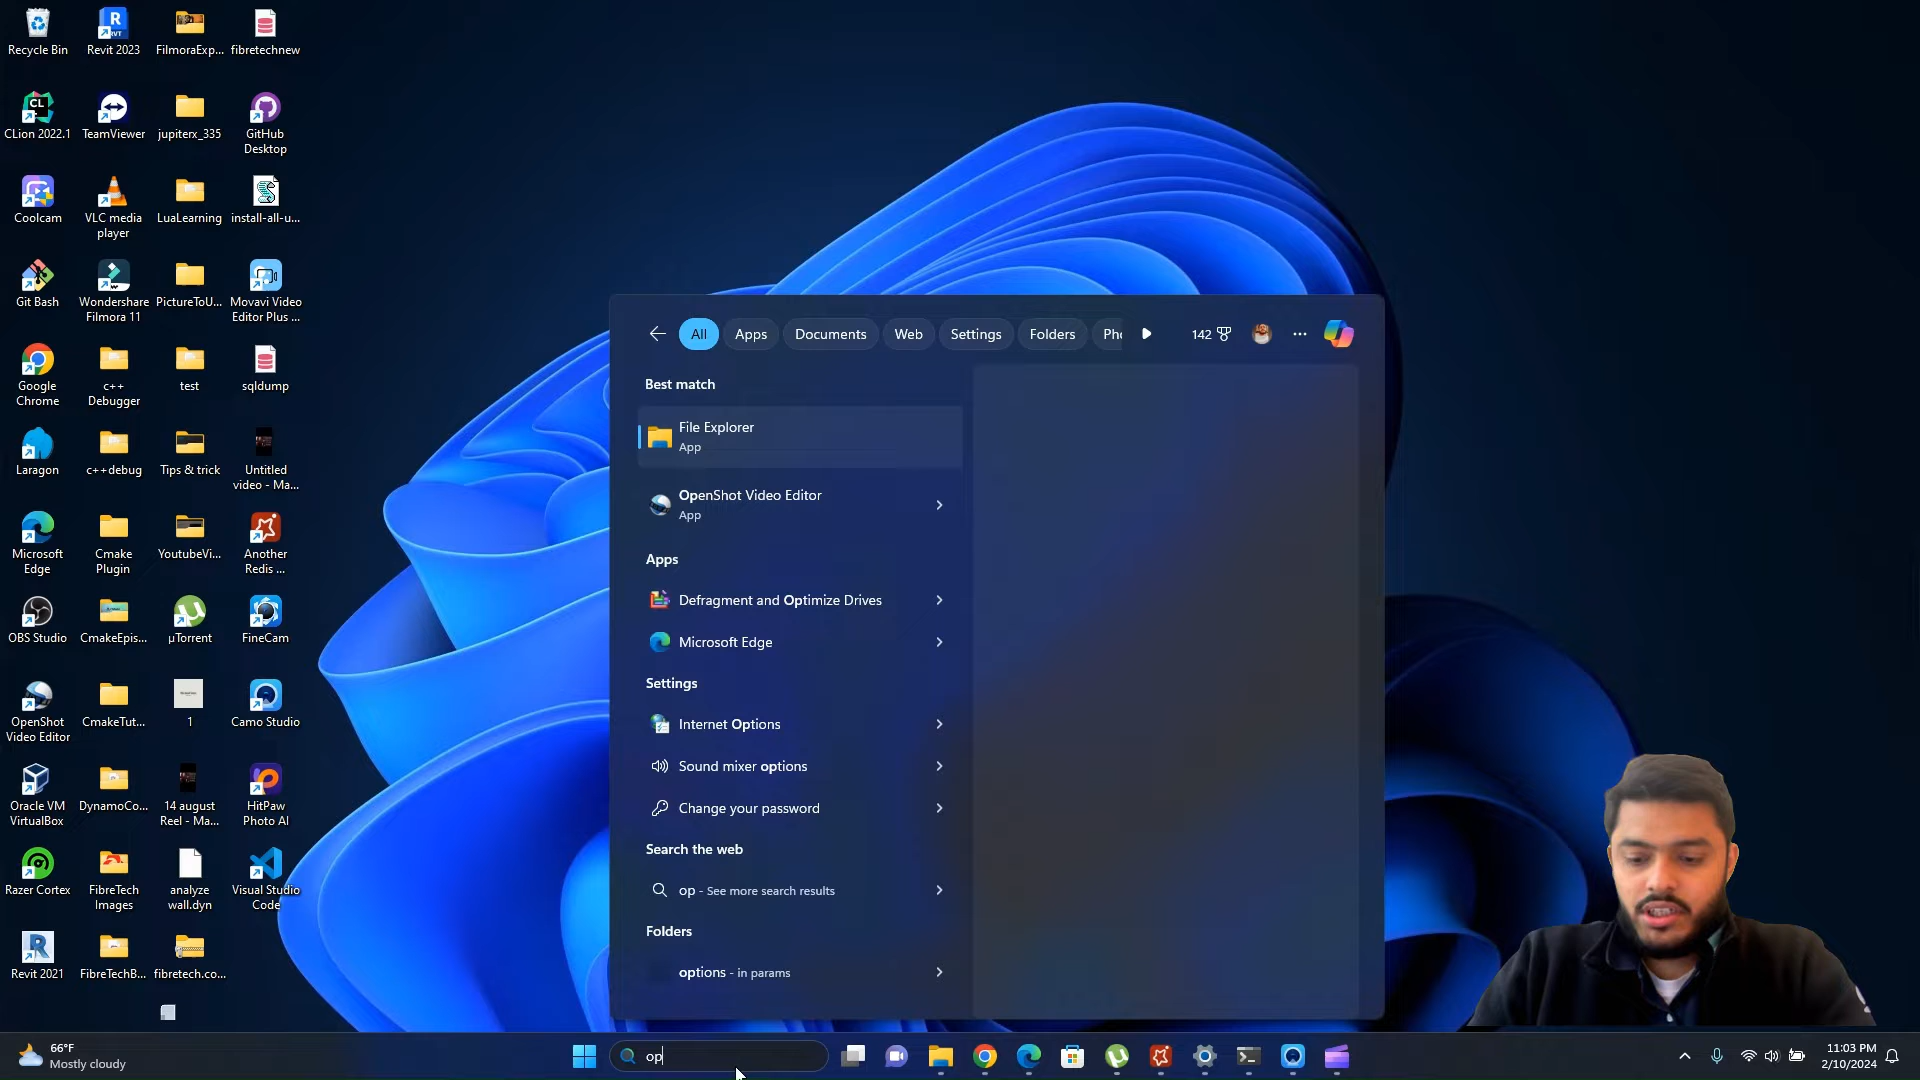 Recycle Bin
Revit 2023
FilmoraExp...
fibretechnew
CLion 2022.1
TeamViewer
jupiterx_335
GitHub
Desktop
Coolcam
VLC media
player
LuaLearning
install-all-u...
Git Bash
Wondershare
Filmora 11
PictureToU...
Movavi Video
Editor Plus ...
Google
Chrome
c++
Debugger
test
sqldump
Laragon
c++debug
Tips & trick
Untitled
video - Ma...
Microsoft
Edge
Cmake
Plugin
YoutubeVi...
Another
Redis ...
OBS Studio
CmakeEpis...
µTorrent
FineCam
OpenShot
Video Editor
CmakeTut...
1
Camo Studio
Oracle VM
VirtualBox
DynamoCo...
14 august
Reel - Ma...
HitPaw
Photo AI
Razer Cortex
FibreTech
Images
analyze
wall.dyn
Visual Studio
Code
Revit 2021
FibreTechB...
fibretech.co...
All
Apps
Documents
Web
Settings
Folders
Pho
142
Best match
File Explorer
App
OpenShot Video Editor
App
Apps
Defragment and Optimize Drives
Microsoft Edge
Settings
Internet Options
Sound mixer options
Change your password
Search the web
op - See more search results
Folders
options - in params
66°F
Mostly cloudy
op
11:03 PM
2/10/2024